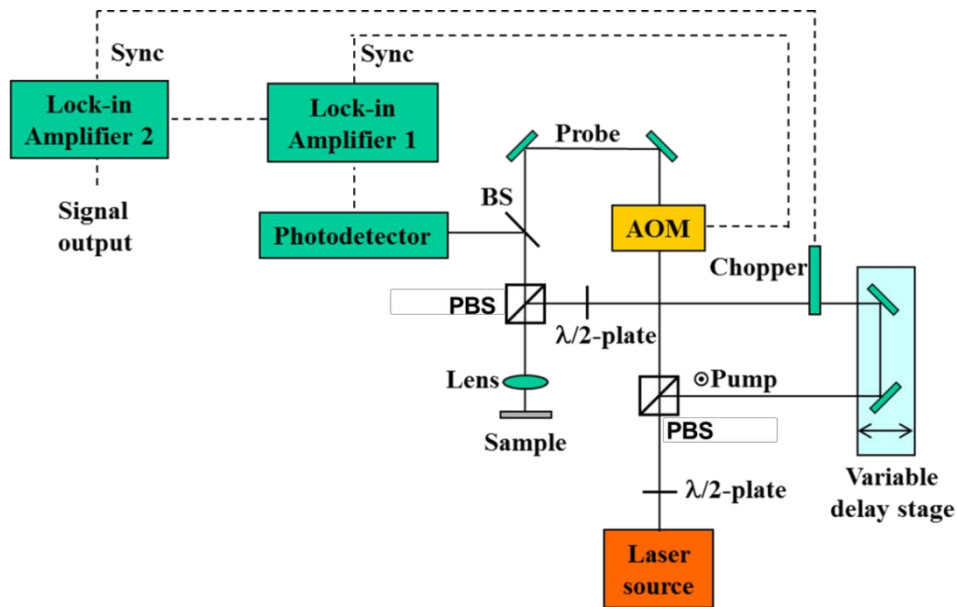 Sync
Sync
Lock-in
Amplifier 2
Lock-in
Amplifier 1
Probe
BS
Signal
output
Photodetector
AOM
Chopper
PBS
λ/2-plate
Lens
⊙Pump
Sample
PBS
Variable
delay stage
λ/2-plate
Laser
source